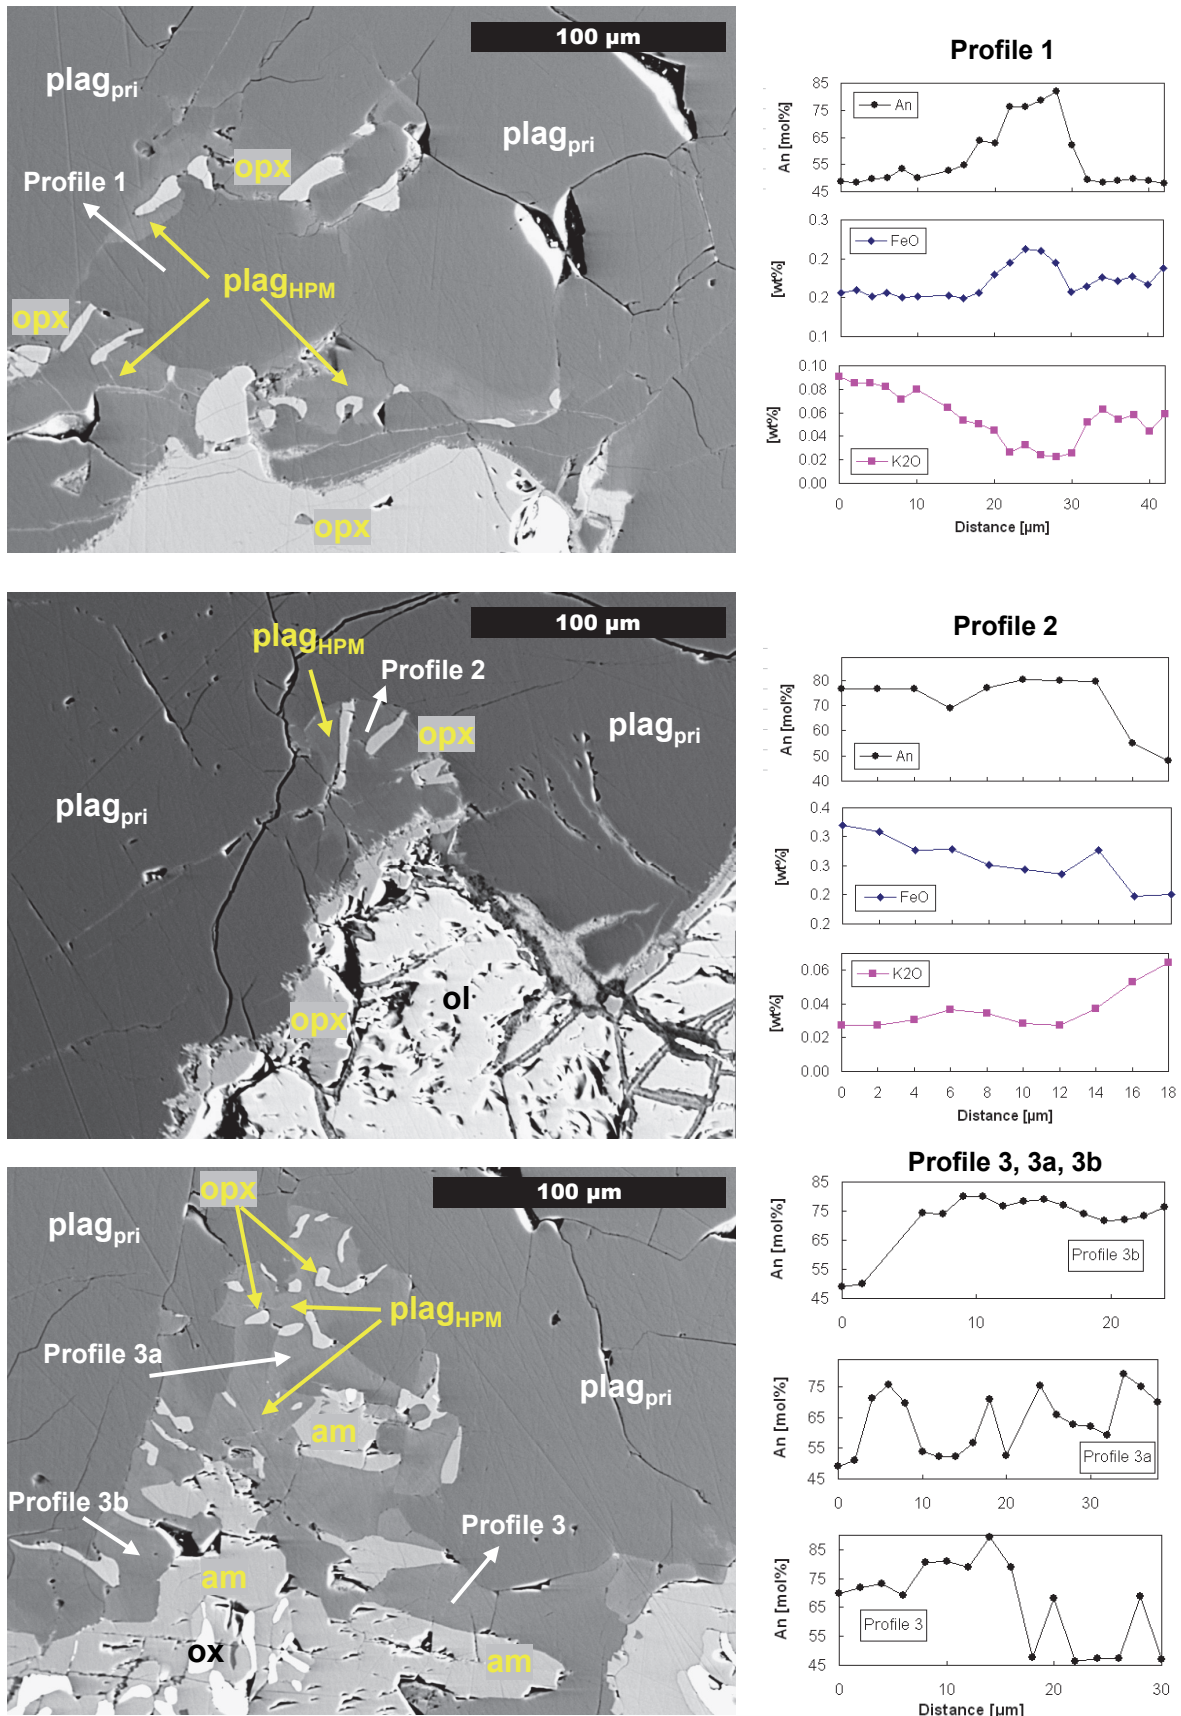 100 µm
plagpri
plagpri
opx
Profile 1
plagHPM
opx
opx
Profile 1
85
75
65
55
45
An [mol%]
An
0.3
0.2
0.2
0.1
[wt%]
FeO
0.10
0.08
0.06
0.04
0.02
0.00
[wt%]
K2O
0 10 20 30 40
Distance [µm]
100 µm
plagHPM
Profile 2
opx
plagpri
plagpri
ol
opx
Profile 2
80
70
60
50
40
An [mol%]
An
0.4
0.3
0.3
0.2
0.2
[wt%]
FeO
0.06
0.04
0.02
0.00
[wt%]
K2O
0 2 4 6 8 10 12 14 16 18
Distance [µm]
opx
100 µm
plagpri
plagHPM
Profile 3a
plagpri
am
Profile 3b
Profile 3
am
ox
am
Profile 3, 3a, 3b
85
75
65
55
45
An [mol%]
Profile 3b
0 10 20
75
65
55
45
An [mol%]
Profile 3a
0 10 20 30
85
65
45
An [mol%]
Profile 3
0 10 20 30
Distance [µm]